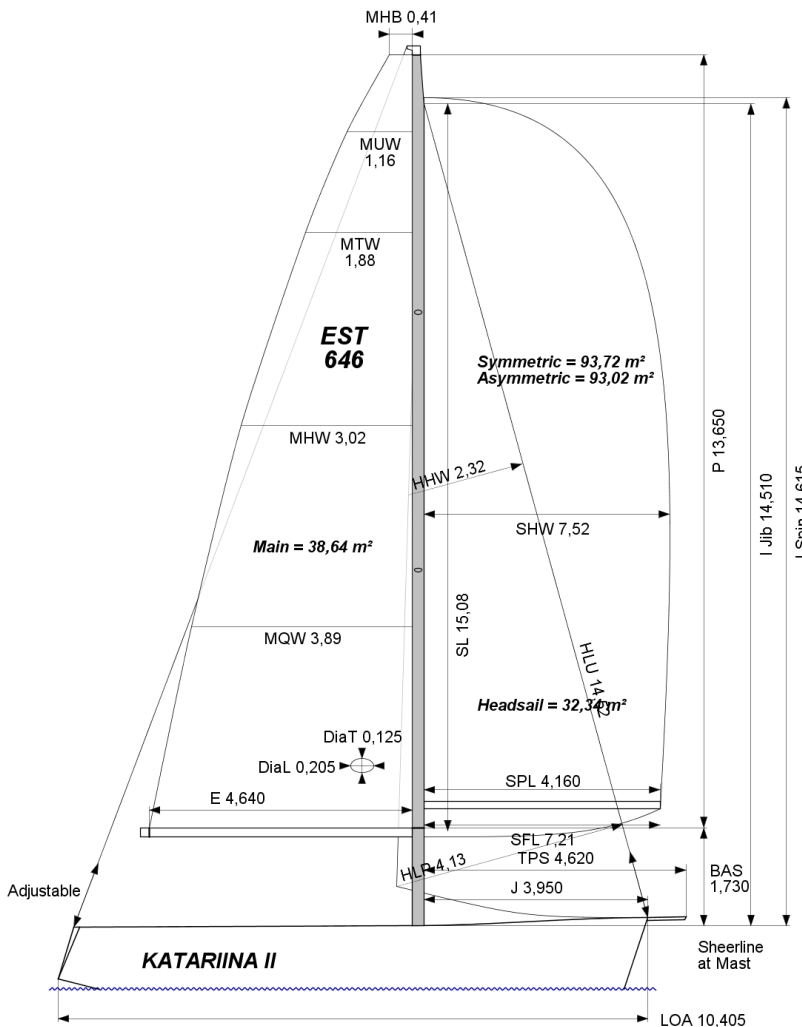 MHB 0,41
MUW
1,16
MTW
1,88
EST
646
Symmetric = 93,72 m²
Asymmetric = 93,02 m²
P 13,650
I Jib 14,510
I Spin 14,615
MHW 3,02
HHW 2,32
SHW 7,52
Main = 38,64 m²
SL 15,08
MQW 3,89
HLU 14,52
Headsail = 32,34 m²
DiaT 0,125
DiaL 0,205
SPL 4,160
E 4,640
SFL 7,21
TPS 4,620
HLP 4,13
BAS
1,730
Adjustable
J 3,950
Sheerline
at Mast
KATARIINA II
LOA 10,405